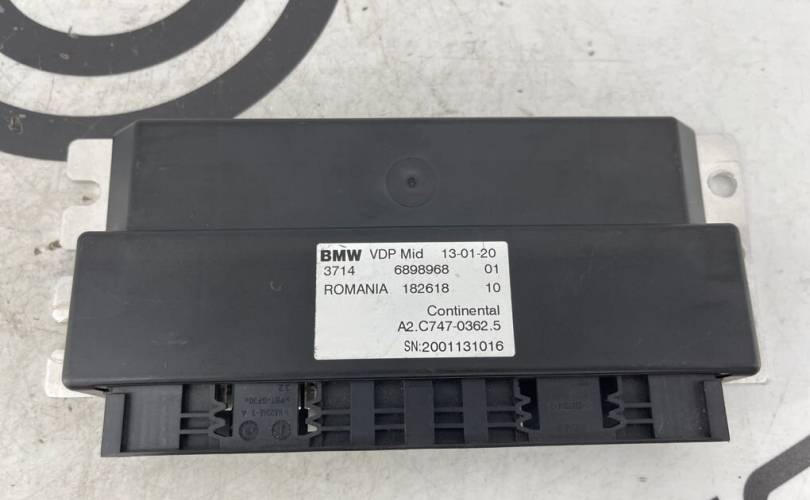 BMW VDP Mid 13-01-20
3714 6898968 01
ROMANIA 182618 10
Continental
A2.C747-0362.5
SN:2001131016